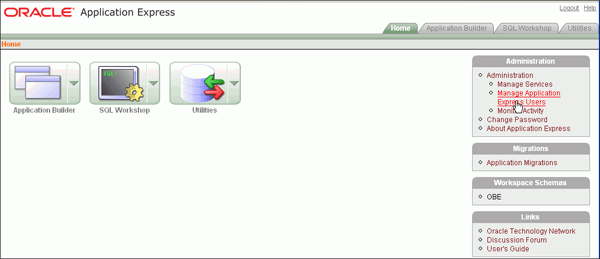 ORACLE Application Express
Logout Help
Home Application Builder SQL Workshop Utilities
Home
SQL
Application Builder SQL Workshop Utilities
Administration
Administration
Manage Services
Manage Application
Express Users
Activity
Change Password
About Application Express
Migrations
Application Migrations
Workspace Schemas
OBE
Links
Oracle Technology Network
Discussion Forum
User's Guide